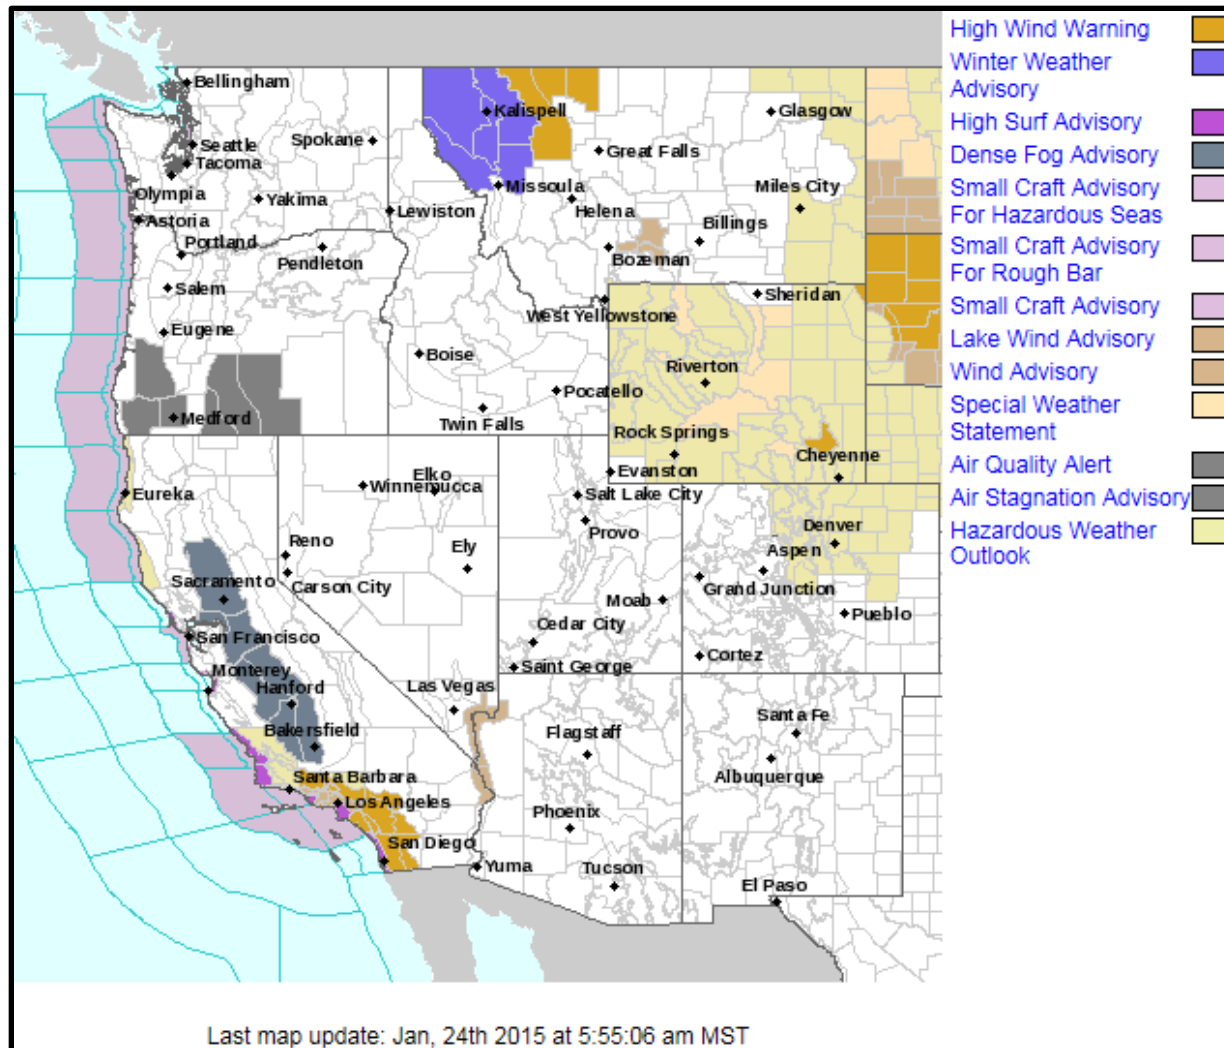 High Wind Warning
Winter Weather
Advisory
High Surf Advisory
Dense Fog Advisory
Small Craft Advisory
For Hazardous Seas
Small Craft Advisory
For Rough Bar
Small Craft Advisory
Lake Wind Advisory
Wind Advisory
Special Weather
Statement
Air Quality Alert
Air Stagnation Advisory
Hazardous Weather
Outlook
Bellingham
Kalispell
Glasgow
Seattle
Spokane
Great Falls
Tacoma
Olympia
Missoula
Miles City
Yakima
Lewiston
Helena
Astoria
Billings
Portland
Pendleton
Bozeman
Salem
Sheridan
West Yellowstone
Eugene
Boise
Riverton
Pocatello
Medford
Twin Falls
Rock Springs
Cheyenne
Evanston
Elko
Winnemucca
Eureka
Salt Lake City
Provo
Denver
Reno
Ely
Aspen
Sacramento
Carson City
Grand Junction
Moab
Pueblo
San Francisco
Cedar City
Saint George
Cortez
Monterey
Hanford
Las Vegas
Santa Fe
Bakersfield
Flagstaff
Albuquerque
Santa Barbara
Los Angeles
Phoenix
San Diego
Yuma
Tucson
El Paso
Last map update: Jan, 24th 2015 at 5:55:06 am MST